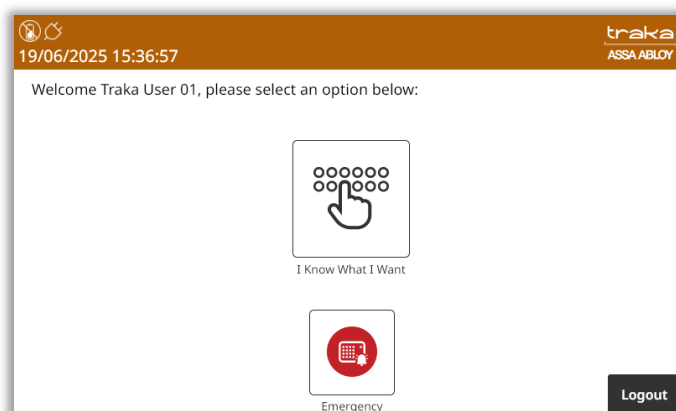 19/06/2025 15:36:57
traka
ASSA ABLOY
Welcome Traka User 01, please select an option below:
I Know What I Want
Emergency
Logout